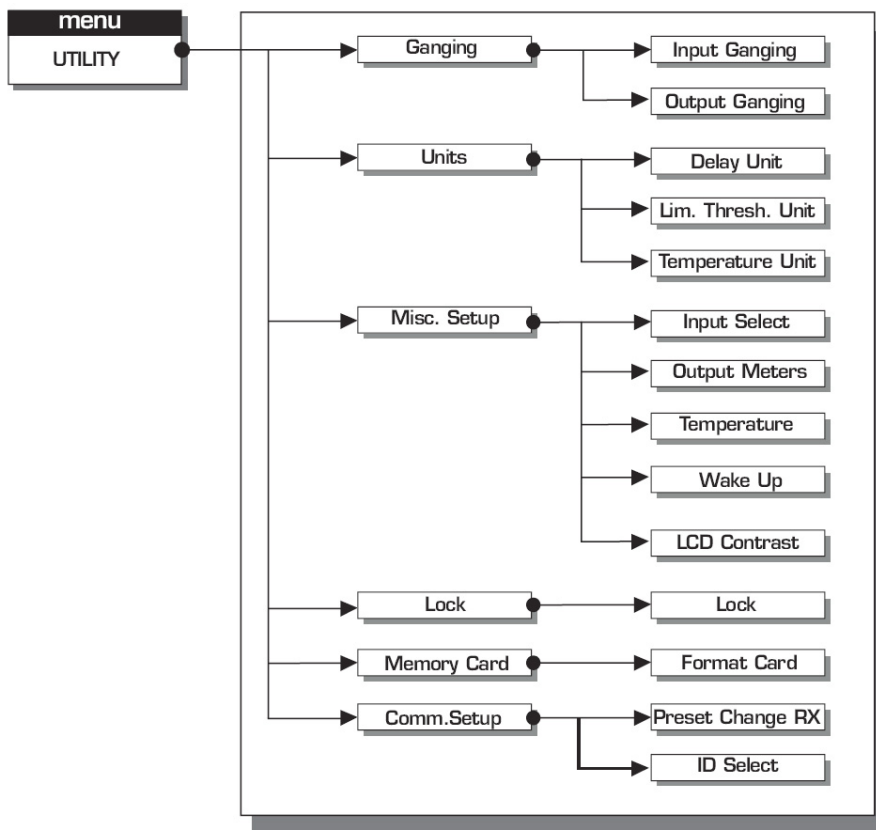 menu
UTILITY
Ganging
Input Ganging
Output Ganging
Units
Delay Unit
Lim. Thresh. Unit
Temperature Unit
Misc. Setup
Input Select
Output Meters
Temperature
Wake Up
LCD Contrast
Lock
Lock
Memory Card
Format Card
Comm.Setup
Preset Change RX
ID Select